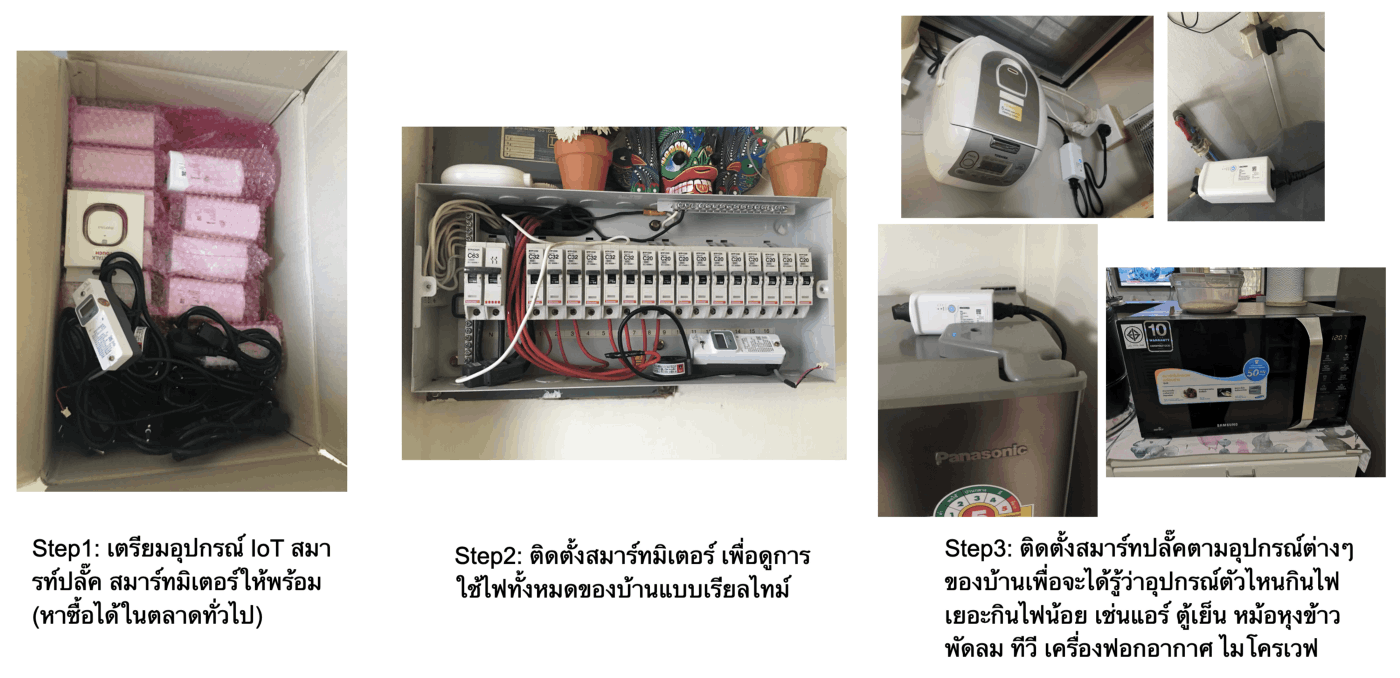 Step1: เตรียมอุปกรณ์ IoT สมา
รท์ปลั๊ค สมาร์ทมิเตอร์ให้พร้อม
(หาซื้อได้ในตลาดทั่วไป)
C63
C32
C32
C32
C32
C20
C20
C20
C20
C20
C20
C20
C20
C20
Step2: ติดตั้งสมาร์ทมิเตอร์ เพื่อดูการ
ใช้ไฟทั้งหมดของบ้านแบบเรียลไทม์
Panasonic
1 2 3 4 5
5
10
WARRANTY
SAMSUNG
Step3: ติดตั้งสมาร์ทปลั๊คตามอุปกรณ์ต่างๆ
ของบ้านเพื่อจะได้รู้ว่าอุปกรณ์ตัวไหนกินไฟ
เยอะกินไฟน้อย เช่นแอร์ ตู้เย็น หม้อหุงข้าว
พัดลม ทีวี เครื่องฟอกอากาศ ไมโครเวฟ